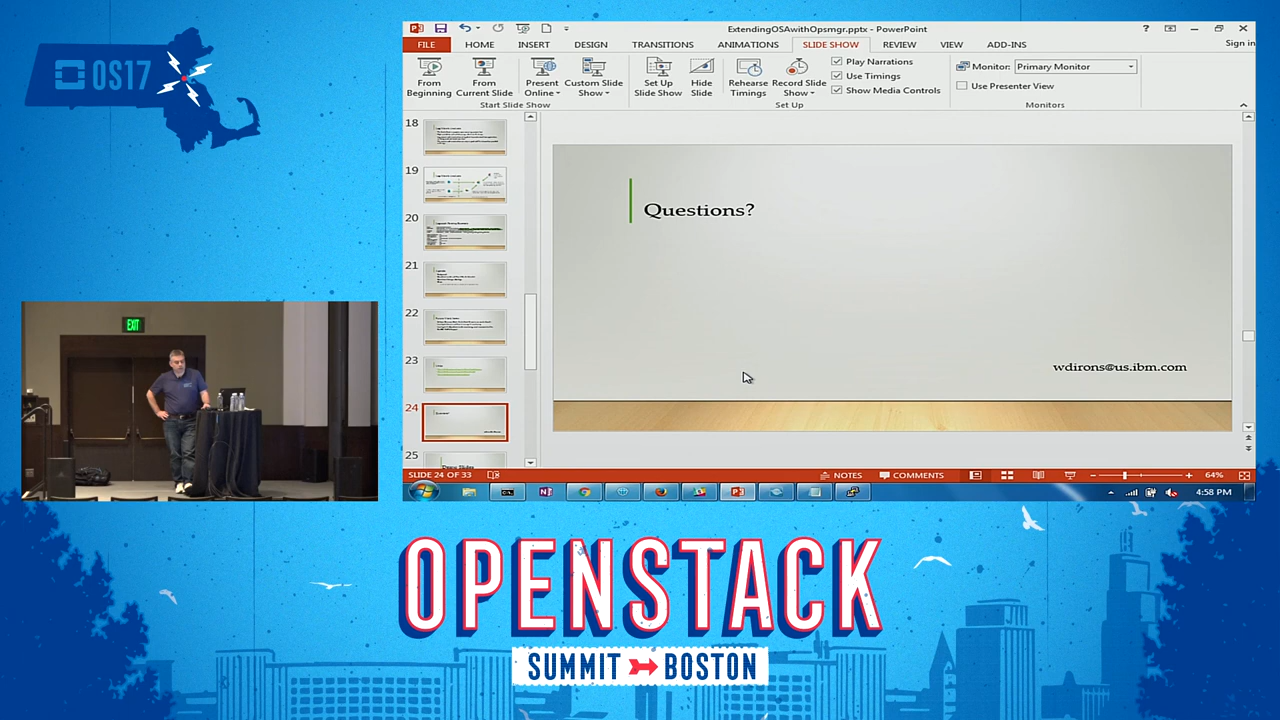 OS17
ExtendingOSAwithOpsmgr.pptx - PowerPoint
?
Sign in
FILE
HOME
INSERT
DESIGN
TRANSITIONS
ANIMATIONS
SLIDE SHOW
REVIEW
VIEW
ADD-INS
From Beginning
From Current Slide
Present Online
Custom Slide Show
Set Up Slide Show
Hide Slide
Rehearse Timings
Record Slide Show
Play Narrations
Use Timings
Show Media Controls
Monitor: Primary Monitor
Use Presenter View
Start Slide Show
Set Up
Monitors
18
19
20
21
22
23
24
25
Questions?
wdirons@us.ibm.com
EXIT
SLIDE 24 OF 33
NOTES
COMMENTS
64%
4:58 PM
OPENSTACK
SUMMIT BOSTON